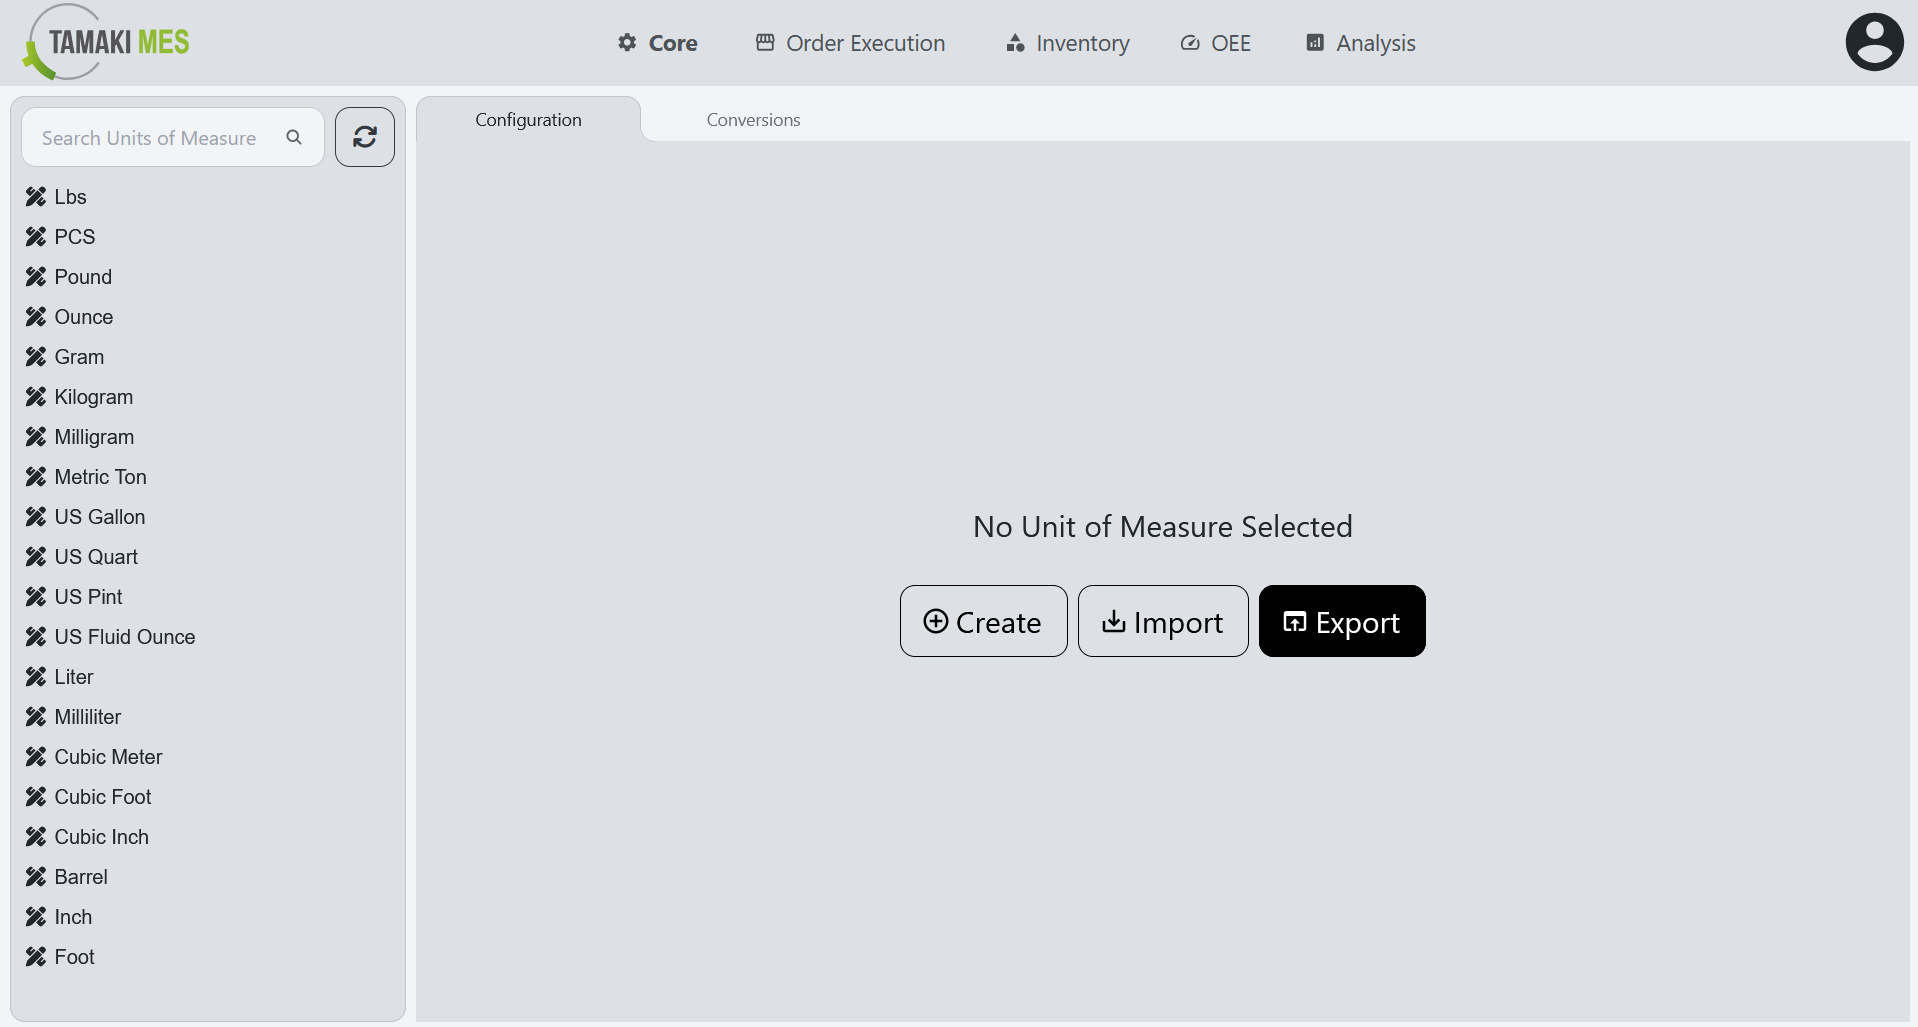 TAMAKI MES
Core
Order Execution
Inventory
OEE
Analysis
Search Units of Measure
Configuration
Conversions
Lbs
PCS
Pound
Ounce
Gram
Kilogram
Milligram
Metric Ton
US Gallon
US Quart
US Pint
US Fluid Ounce
Liter
Milliliter
Cubic Meter
Cubic Foot
Cubic Inch
Barrel
Inch
Foot
No Unit of Measure Selected
Create
Import
Export